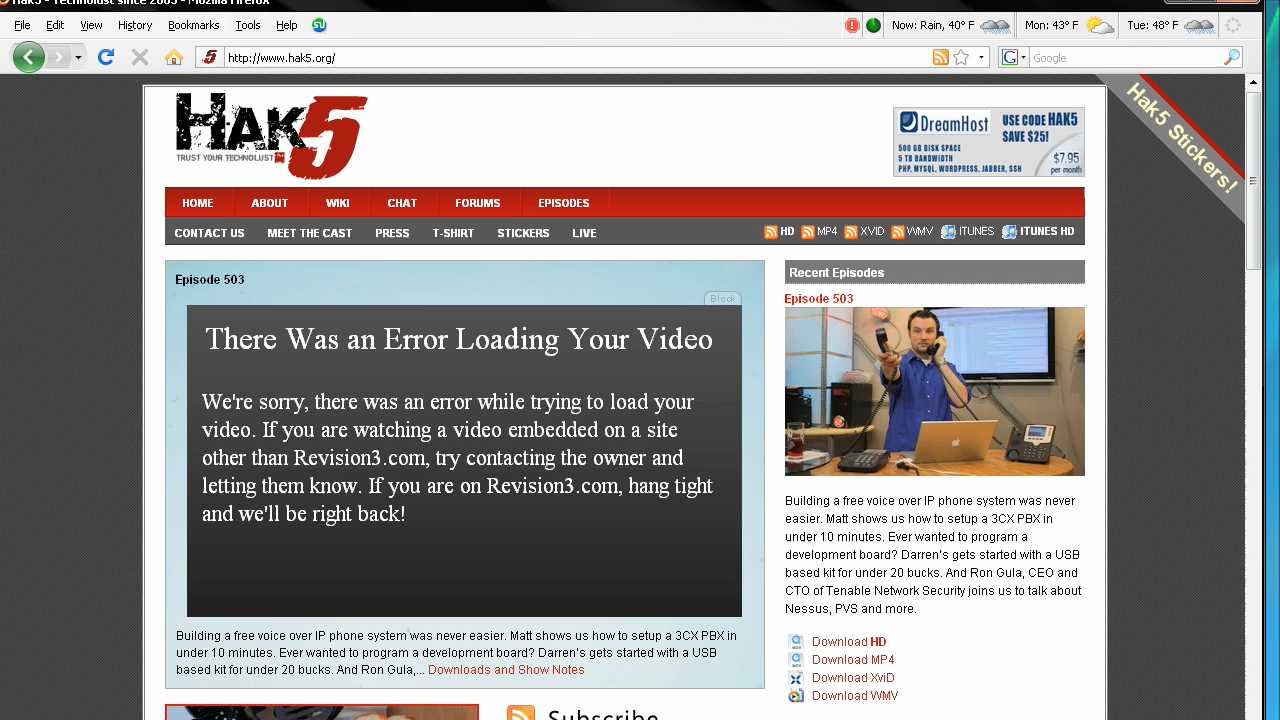 Hak5 - Technolust since 2005 - Mozilla Firefox
File Edit View History Bookmarks Tools Help
Now: Rain, 40° F Mon: 43° F Tue: 48° F
http://www.hak5.org/
Google
HAK5
TRUST YOUR TECHNOLUST
DreamHost
USE CODE HAK5
SAVE $25!
500 GB DISK SPACE
5 TB BANDWIDTH
PHP, MYSQL, WORDPRESS, JABBER, SSH
$7.95
per month
Hak5 Stickers!
HOME ABOUT WIKI CHAT FORUMS EPISODES
CONTACT US MEET THE CAST PRESS T-SHIRT STICKERS LIVE
HD MP4 XVID WMV ITUNES ITUNES HD
Episode 503
Block
There Was an Error Loading Your Video
We're sorry, there was an error while trying to load your
video. If you are watching a video embedded on a site
other than Revision3.com, try contacting the owner and
letting them know. If you are on Revision3.com, hang tight
and we'll be right back!
Building a free voice over IP phone system was never easier. Matt shows us how to setup a 3CX PBX in
under 10 minutes. Ever wanted to program a development board? Darren's gets started with a USB
based kit for under 20 bucks. And Ron Gula,... Downloads and Show Notes
Recent Episodes
Episode 503
Building a free voice over IP phone system was never
easier. Matt shows us how to setup a 3CX PBX in
under 10 minutes. Ever wanted to program a
development board? Darren's gets started with a USB
based kit for under 20 bucks. And Ron Gula, CEO and
CTO of Tenable Network Security joins us to talk about
Nessus, PVS and more.
Download HD
Download MP4
Download XviD
Download WMV
Subscribe